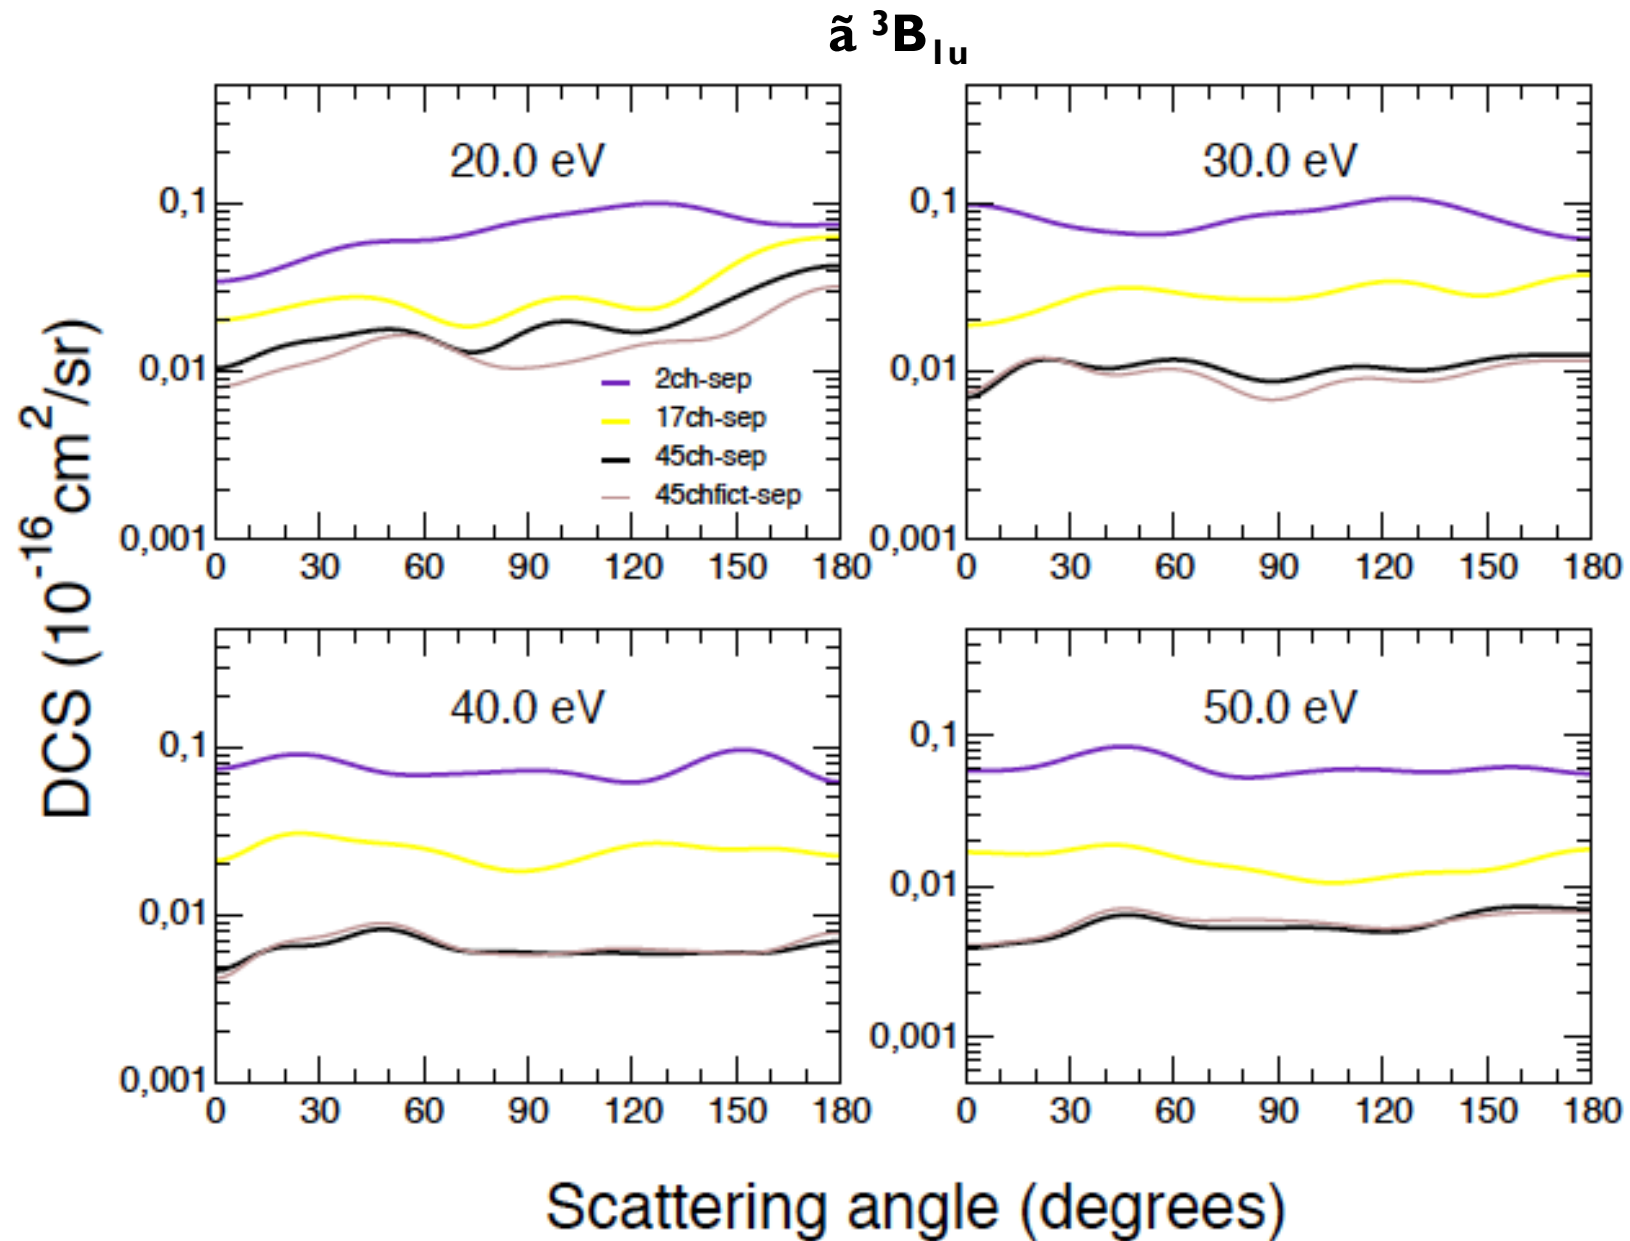 ã ³B₁ᵤ
20.0 eV
30.0 eV
0,1
0,01
0,001
0 30 60 90 120 150 180
2ch-sep
17ch-sep
45ch-sep
45chfict-sep
0,1
0,01
0,001
0 30 60 90 120 150 180
DCS (10⁻¹⁶cm²/sr)
40.0 eV
50.0 eV
0,1
0,01
0,001
0 30 60 90 120 150 180
0,1
0,01
0,001
0 30 60 90 120 150 180
Scattering angle (degrees)